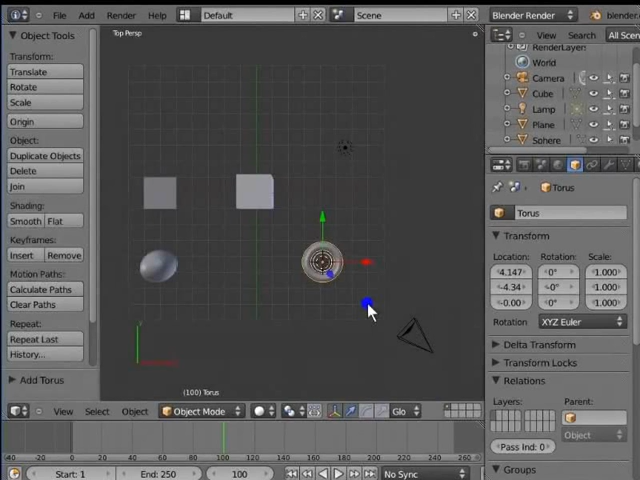 File Add Render Help Default Scene Blender Render blender.
Object Tools
Transform:
Translate
Rotate
Scale
Origin
Object:
Duplicate Objects
Delete
Join
Shading:
Smooth Flat
Keyframes:
Insert Remove
Motion Paths:
Calculate Paths
Clear Paths
Repeat:
Repeat Last
History...
Add Torus
Top Persp
(100) Torus
View Select Object Object Mode Glo
-40 -20 0 20 40 60 80 100 120 140 160 180 200 220 240 260
Start: 1 End: 250 100 No Sync
View Search All Scen
RenderLayers
World
Camera
Cube
Lamp
Plane
Sphere
Torus
Torus
Transform
Location: Rotation: Scale:
4.147 0° 1.000
-4.34 0° 1.000
-0.00 0° 1.000
Rotation XYZ Euler
Delta Transform
Transform Locks
Relations
Layers: Parent:
Object
Pass Ind: 0
Groups